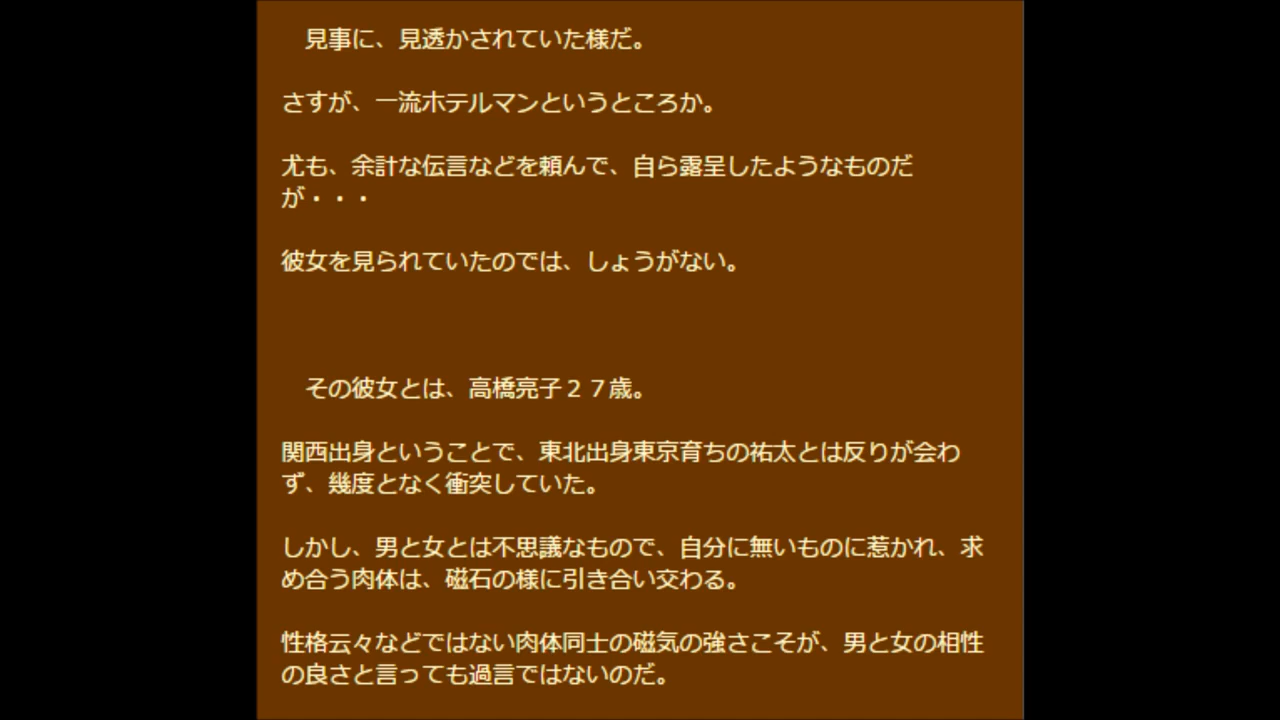 見事に、見透かされていた様だ。
さすが、一流ホテルマンというところか。
尤も、余計な伝言などを頼んで、自ら露呈したようなものだ
が・・・
彼女を見られていたのでは、しょうがない。
その彼女とは、高橋亮子２７歳。
関西出身ということで、東北出身東京育ちの祐太とは反りが会わ
ず、幾度となく衝突していた。
しかし、男と女とは不思議なもので、自分に無いものに惹かれ、求
め合う肉体は、磁石の様に引き合い交わる。
性格云々などではない肉体同士の磁気の強さこそが、男と女の相性
の良さと言っても過言ではないのだ。